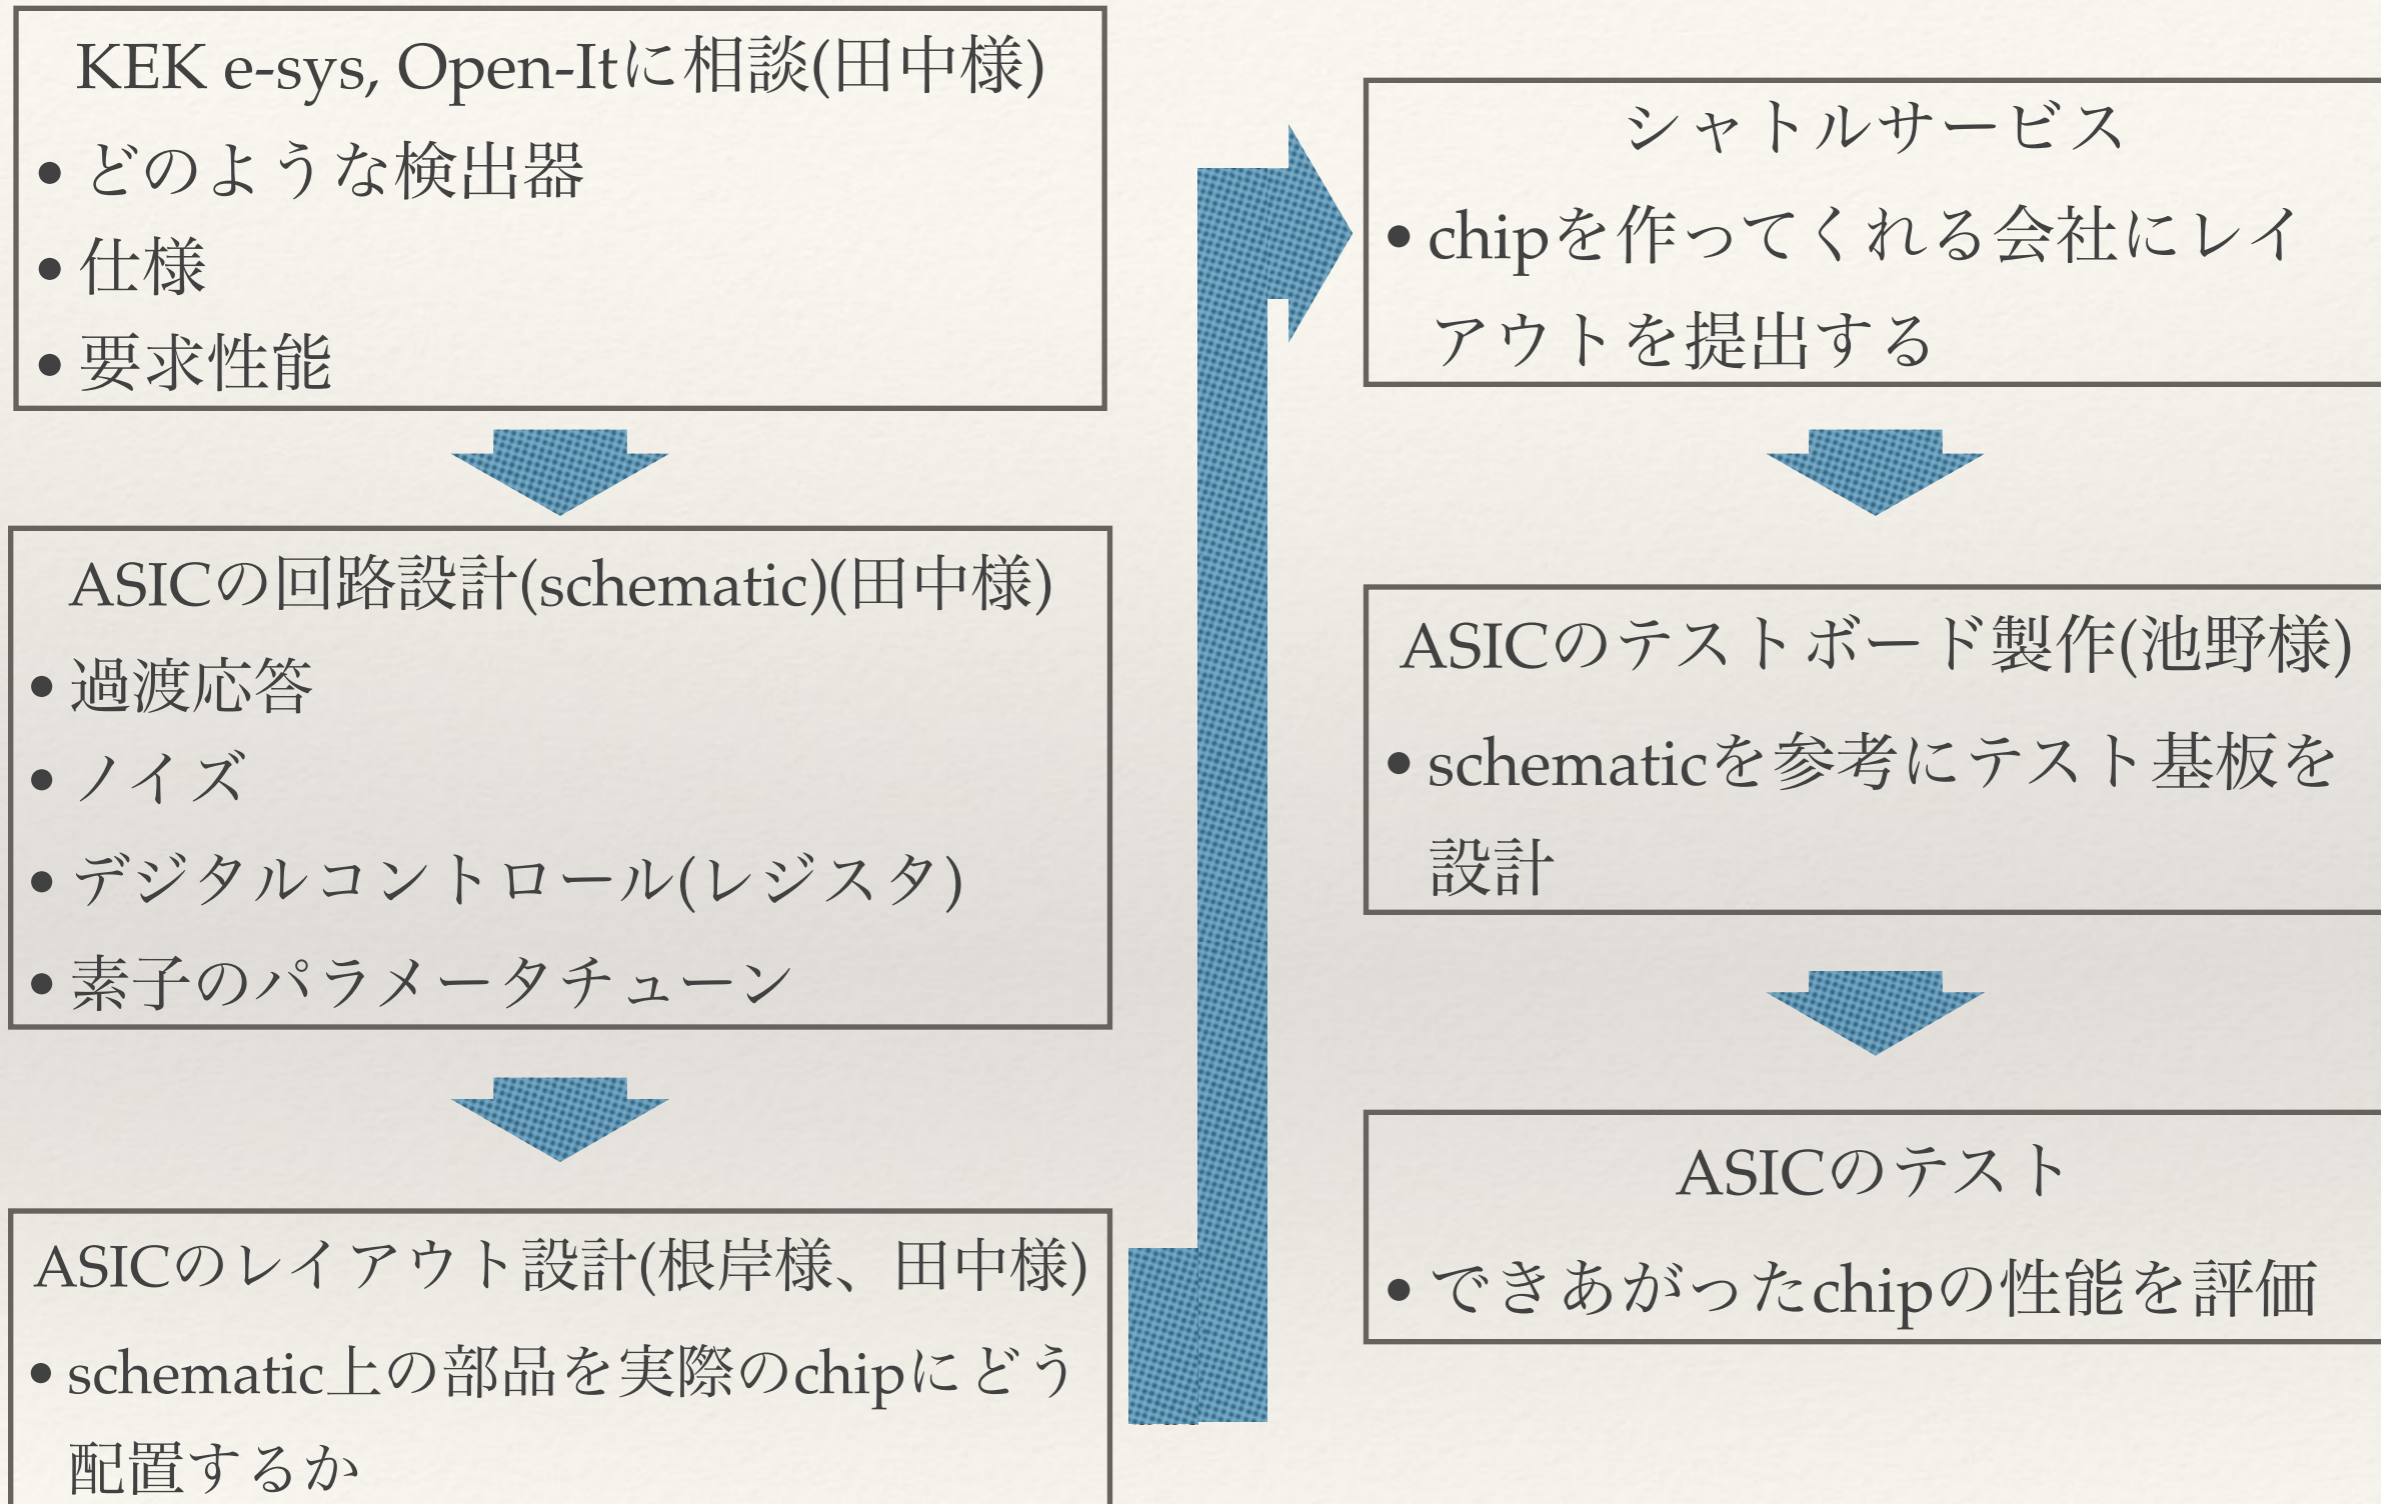 KEK e-sys, Open-Itに相談(田中様)
• どのような検出器
• 仕様
• 要求性能
ASICの回路設計(schematic)(田中様)
• 過渡応答
• ノイズ
• デジタルコントロール(レジスタ)
• 素子のパラメータチューン
ASICのレイアウト設計(根岸様、田中様)
• schematic上の部品を実際のchipにどう
配置するか
シャトルサービス
• chipを作ってくれる会社にレイ
アウトを提出する
ASICのテストボード製作(池野様)
• schematicを参考にテスト基板を
設計
ASICのテスト
• できあがったchipの性能を評価